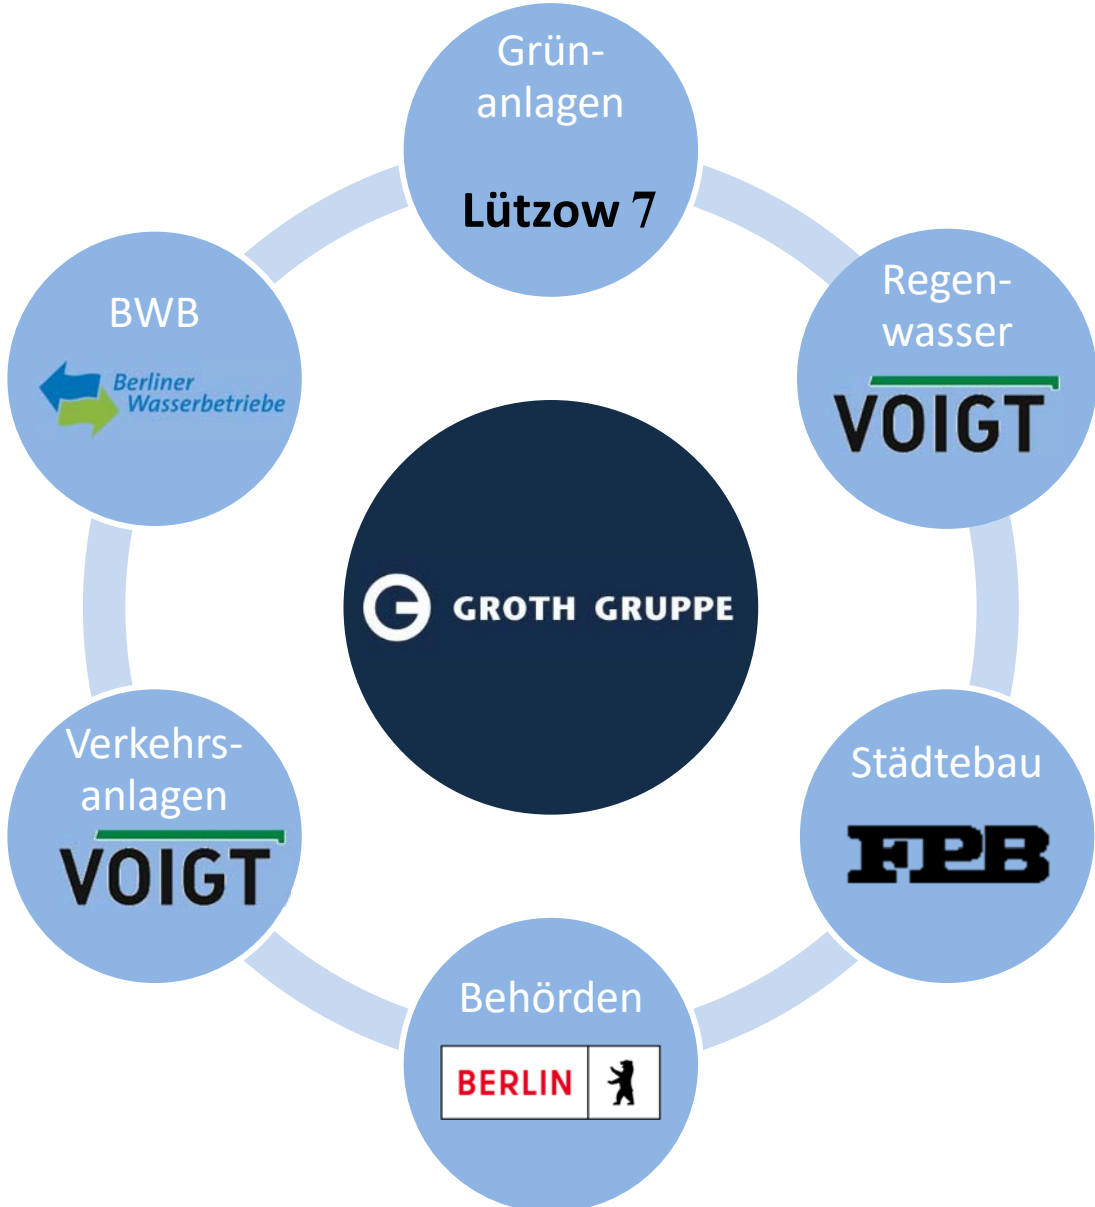 Grün-
anlagen
Lützow 7
Regen-
wasser
VOIGT
Städtebau
FPB
Behörden
BERLIN
Verkehrs-
anlagen
VOIGT
BWB
Berliner
Wasserbetriebe
GROTH GRUPPE